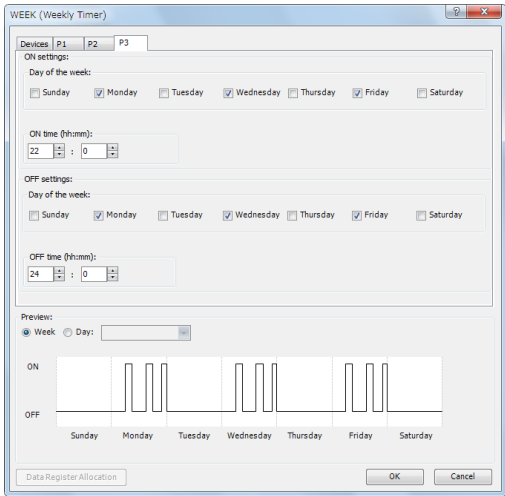 WEEK (Weekly Timer)
?
Devices P1 P2 P3
ON settings:
Day of the week:
Sunday Monday Tuesday Wednesday Thursday Friday Saturday
ON time (hh:mm):
22 : 0
OFF settings:
Day of the week:
Sunday Monday Tuesday Wednesday Thursday Friday Saturday
OFF time (hh:mm):
24 : 0
Preview:
Week Day:
ON
OFF
Sunday Monday Tuesday Wednesday Thursday Friday Saturday
Data Register Allocation OK Cancel